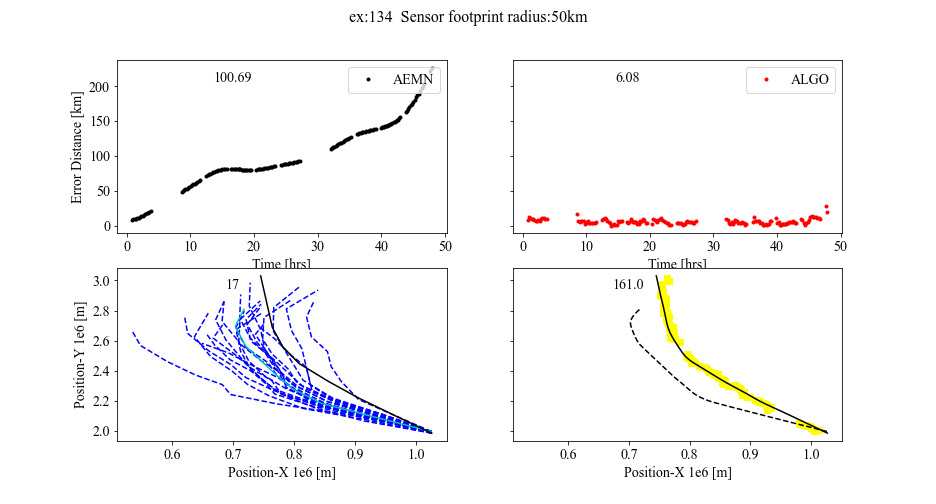 ex:134 Sensor footprint radius:50km
100.69
AEMN
6.08
ALGO
Error Distance [km]
200
150
100
50
0
0 10 20 30 40 50
0 10 20 30 40 50
Time [hrs]
Time [hrs]
17
161.0
Position-Y 1e6 [m]
3.0
2.8
2.6
2.4
2.2
2.0
0.6 0.7 0.8 0.9 1.0
0.6 0.7 0.8 0.9 1.0
Position-X 1e6 [m]
Position-X 1e6 [m]